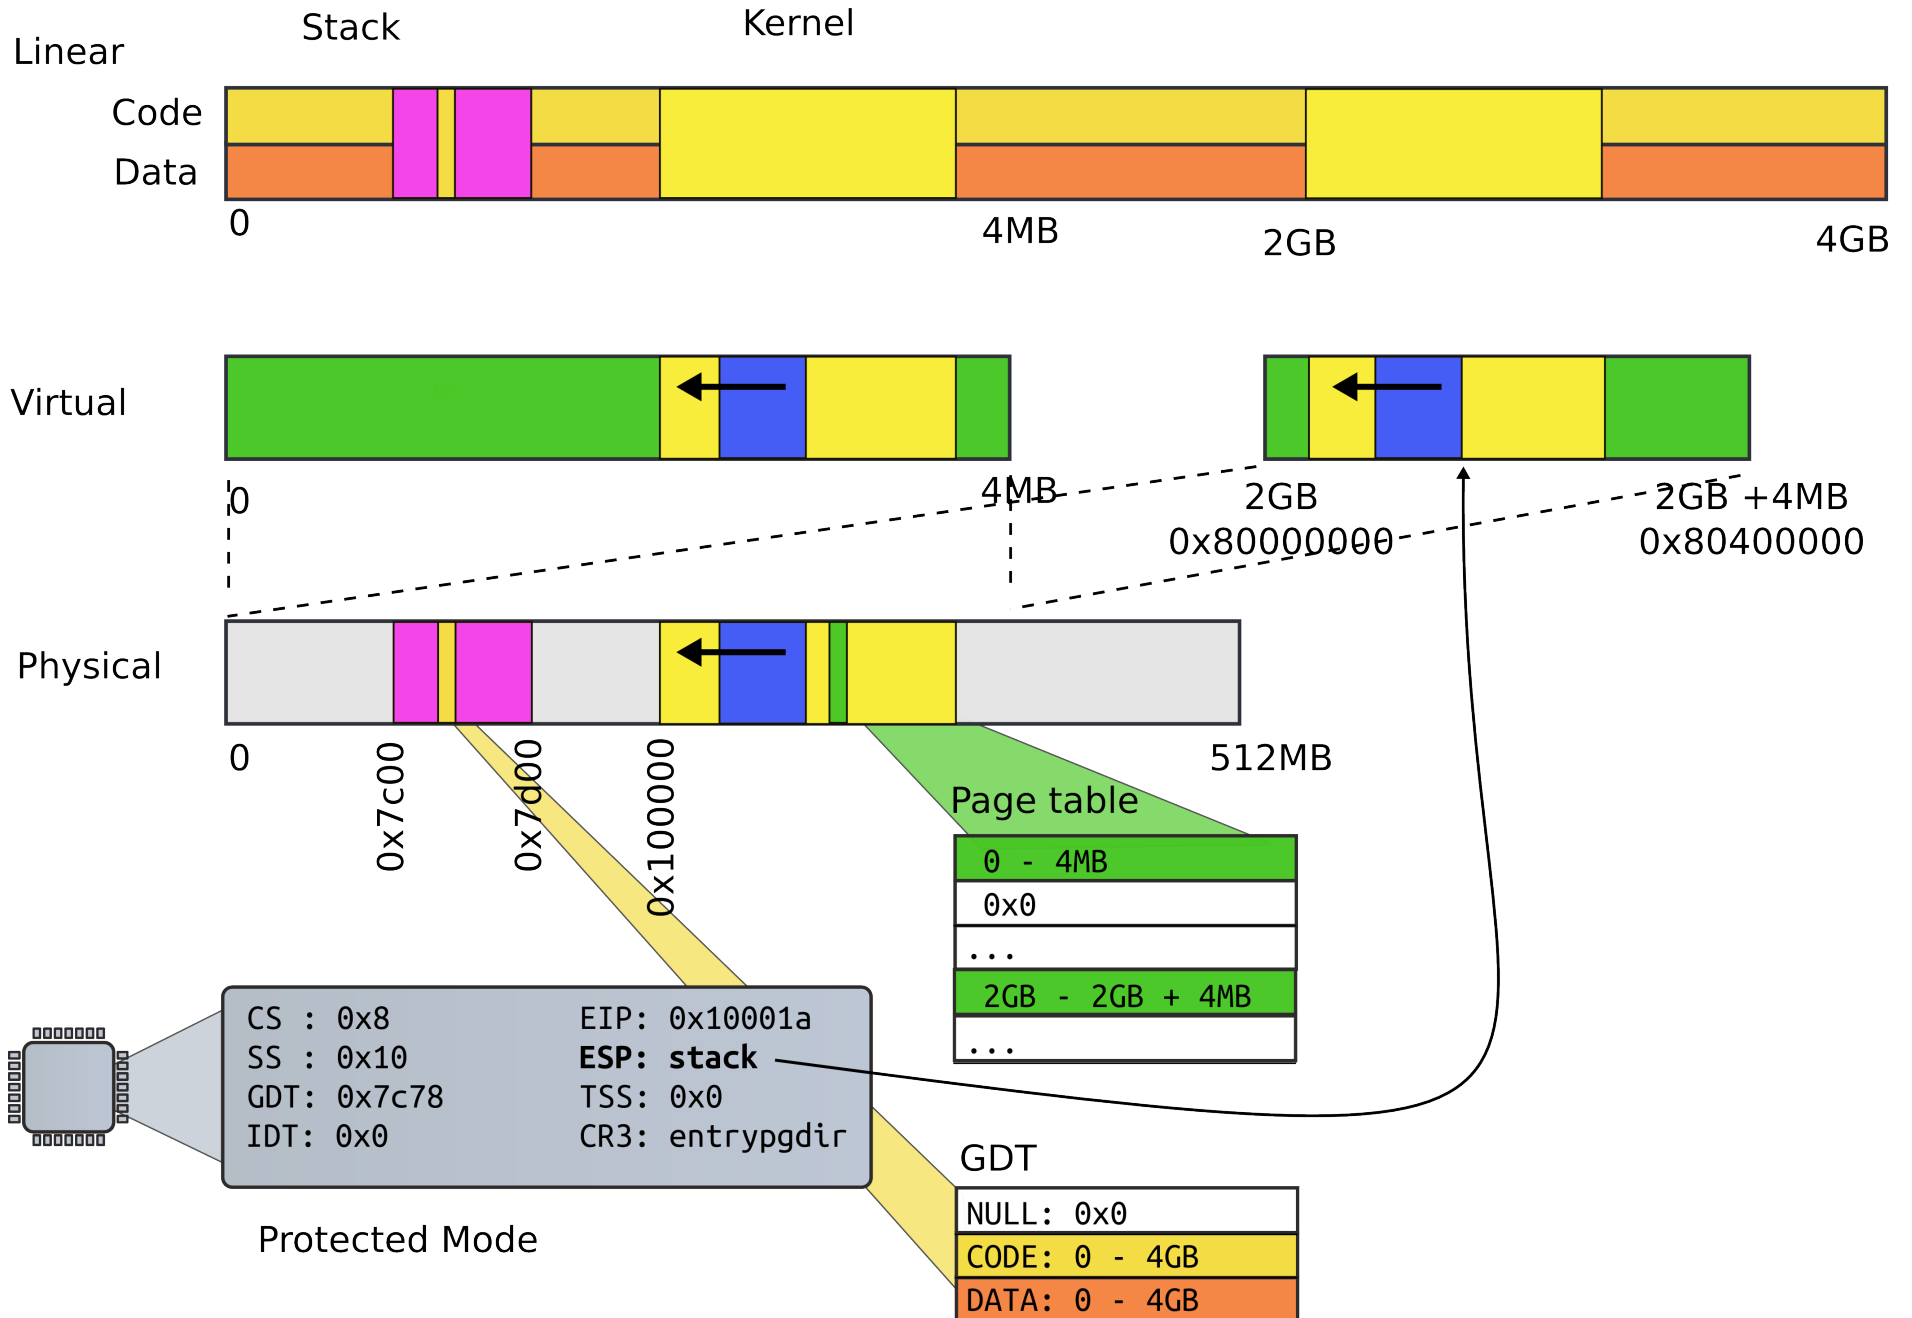 Stack
Kernel
Linear
Code
Data
0
4MB
2GB
4GB
Virtual
0
4MB
2GB
0x80000000
2GB +4MB
0x80400000
Physical
0
0x7c00
0x7d00
0x100000
512MB
Page table
0 - 4MB
0x0
...
2GB - 2GB + 4MB
...
CS : 0x8
SS : 0x10
GDT: 0x7c78
IDT: 0x0
EIP: 0x10001a
ESP: stack
TSS: 0x0
CR3: entrypgdir
Protected Mode
GDT
NULL: 0x0
CODE: 0 - 4GB
DATA: 0 - 4GB